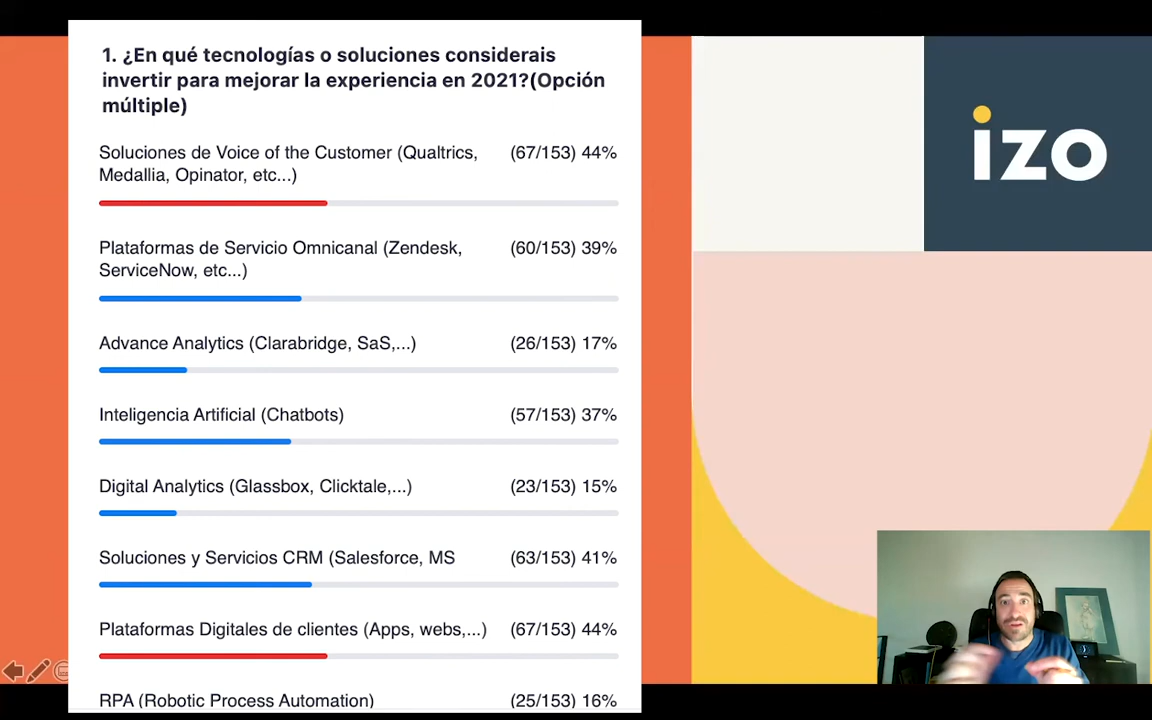 1. ¿En qué tecnologías o soluciones considerais
invertir para mejorar la experiencia en 2021?(Opción
múltiple)
Soluciones de Voice of the Customer (Qualtrics, (67/153) 44%
Medallia, Opinator, etc...)
Plataformas de Servicio Omnicanal (Zendesk, (60/153) 39%
ServiceNow, etc...)
Advance Analytics (Clarabridge, SaS,...) (26/153) 17%
Inteligencia Artificial (Chatbots) (57/153) 37%
Digital Analytics (Glassbox, Clicktale,...) (23/153) 15%
Soluciones y Servicios CRM (Salesforce, MS (63/153) 41%
Plataformas Digitales de clientes (Apps, webs,...) (67/153) 44%
RPA (Robotic Process Automation) (25/153) 16%
izo